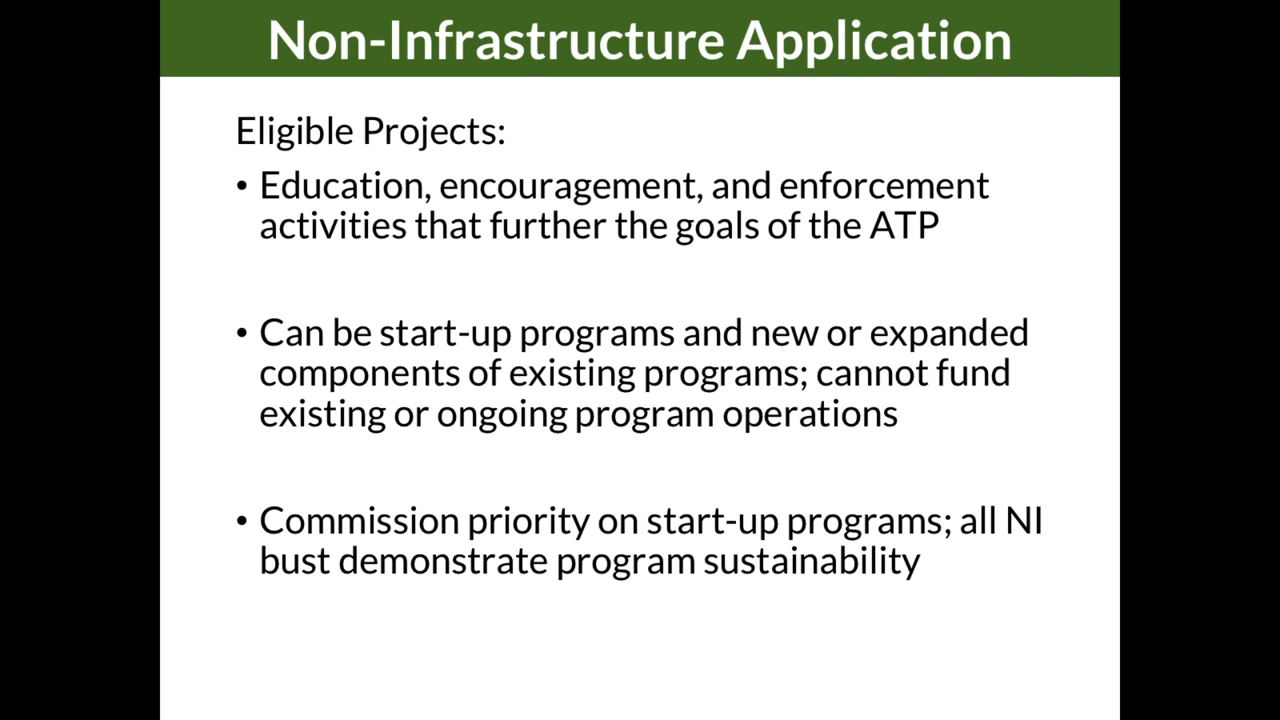 Non-Infrastructure Application
Eligible Projects:
• Education, encouragement, and enforcement
activities that further the goals of the ATP
• Can be start-up programs and new or expanded
components of existing programs; cannot fund
existing or ongoing program operations
• Commission priority on start-up programs; all NI
bust demonstrate program sustainability